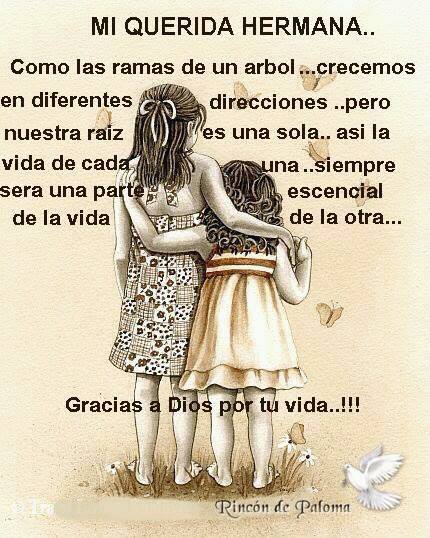 MI QUERIDA HERMANA..
Como las ramas de un arbol ...crecemos
en diferentes direcciones ..pero
nuestra raiz es una sola.. asi la
vida de cada una ..siempre
sera una parte escencial
de la vida de la otra...
Gracias a Dios por tu vida..!!!
Rincón de Paloma